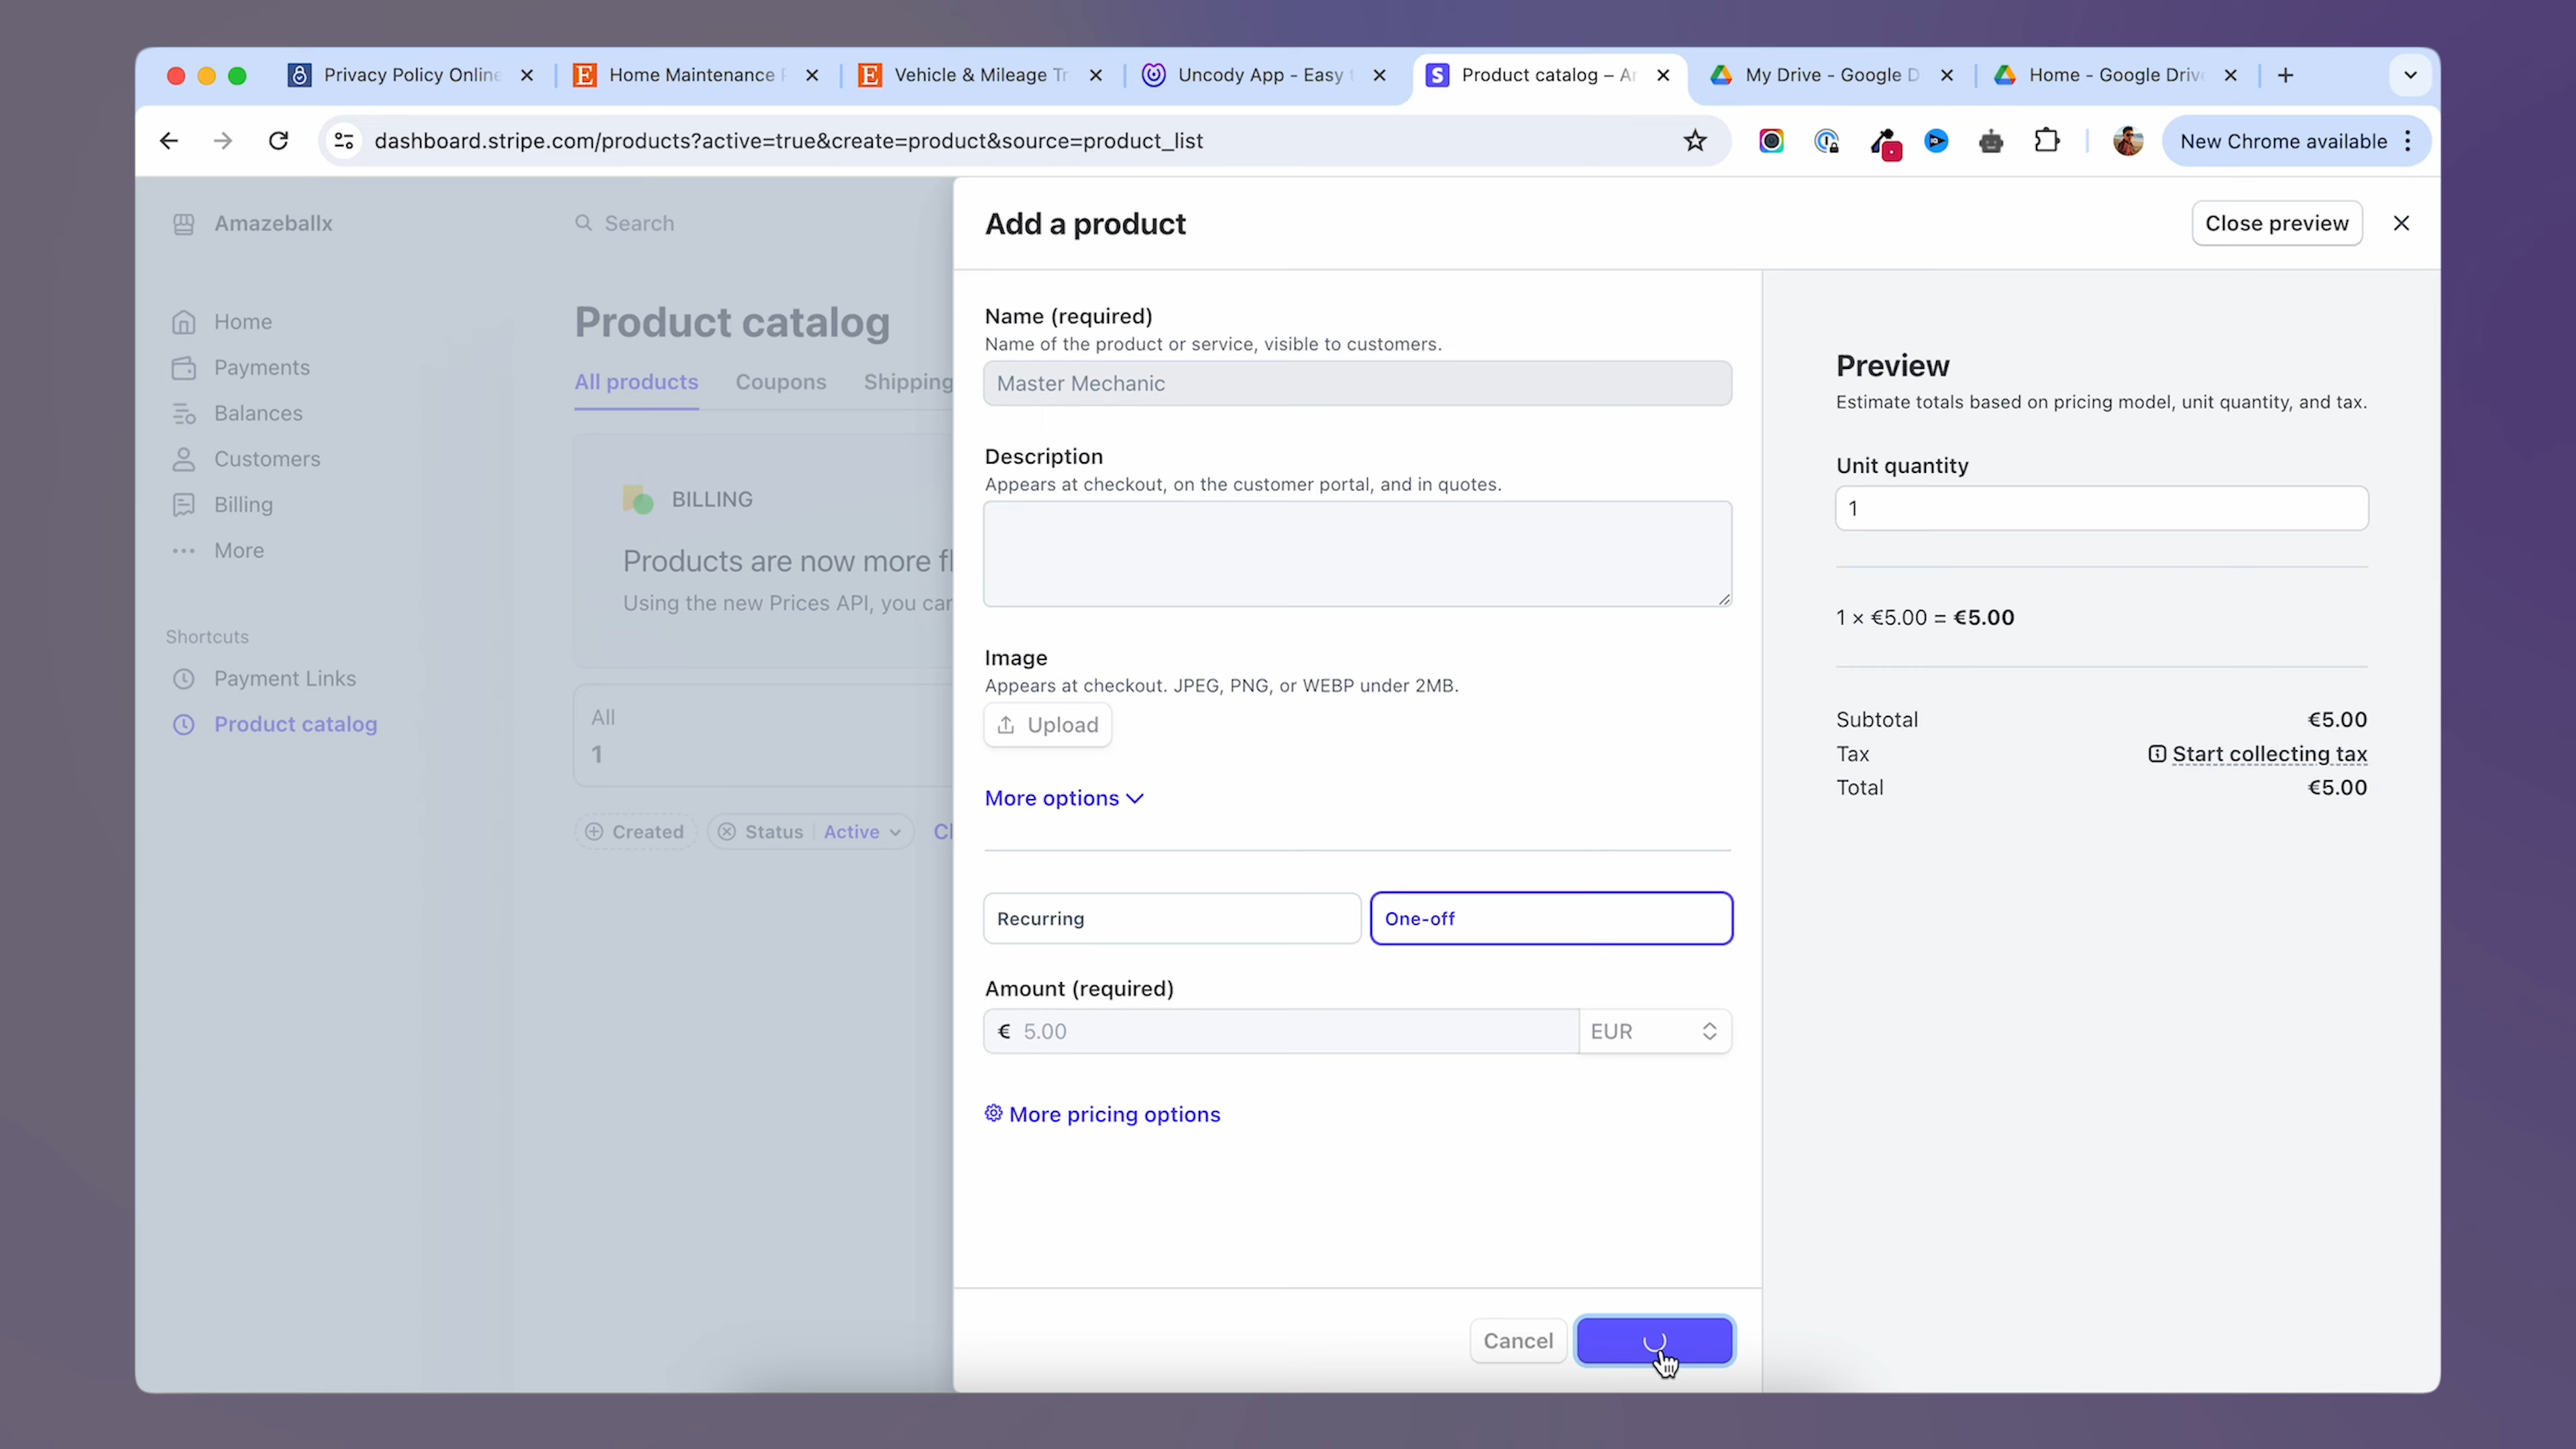 Privacy Policy Online
Home Maintenance
Vehicle & Mileage Tr
Uncody App - Easy
Product catalog – A
My Drive - Google D
Home - Google Driv
dashboard.stripe.com/products?active=true&create=product&source=product_list
New Chrome available
Amazeballx
Search
Home
Payments
Balances
Customers
Billing
More
Shortcuts
Payment Links
Product catalog
Product catalog
All products
Coupons
Shipping
BILLING
Products are now more fl
Using the new Prices API, you can
All
1
Created
Status
Active
Cl
Add a product
Close preview
Name (required)
Name of the product or service, visible to customers.
Master Mechanic
Description
Appears at checkout, on the customer portal, and in quotes.
Image
Appears at checkout. JPEG, PNG, or WEBP under 2MB.
Upload
More options
Recurring
One-off
Amount (required)
€ 5.00
EUR
More pricing options
Cancel
Preview
Estimate totals based on pricing model, unit quantity, and tax.
Unit quantity
1
1 × €5.00 = €5.00
Subtotal €5.00
Tax Start collecting tax
Total €5.00